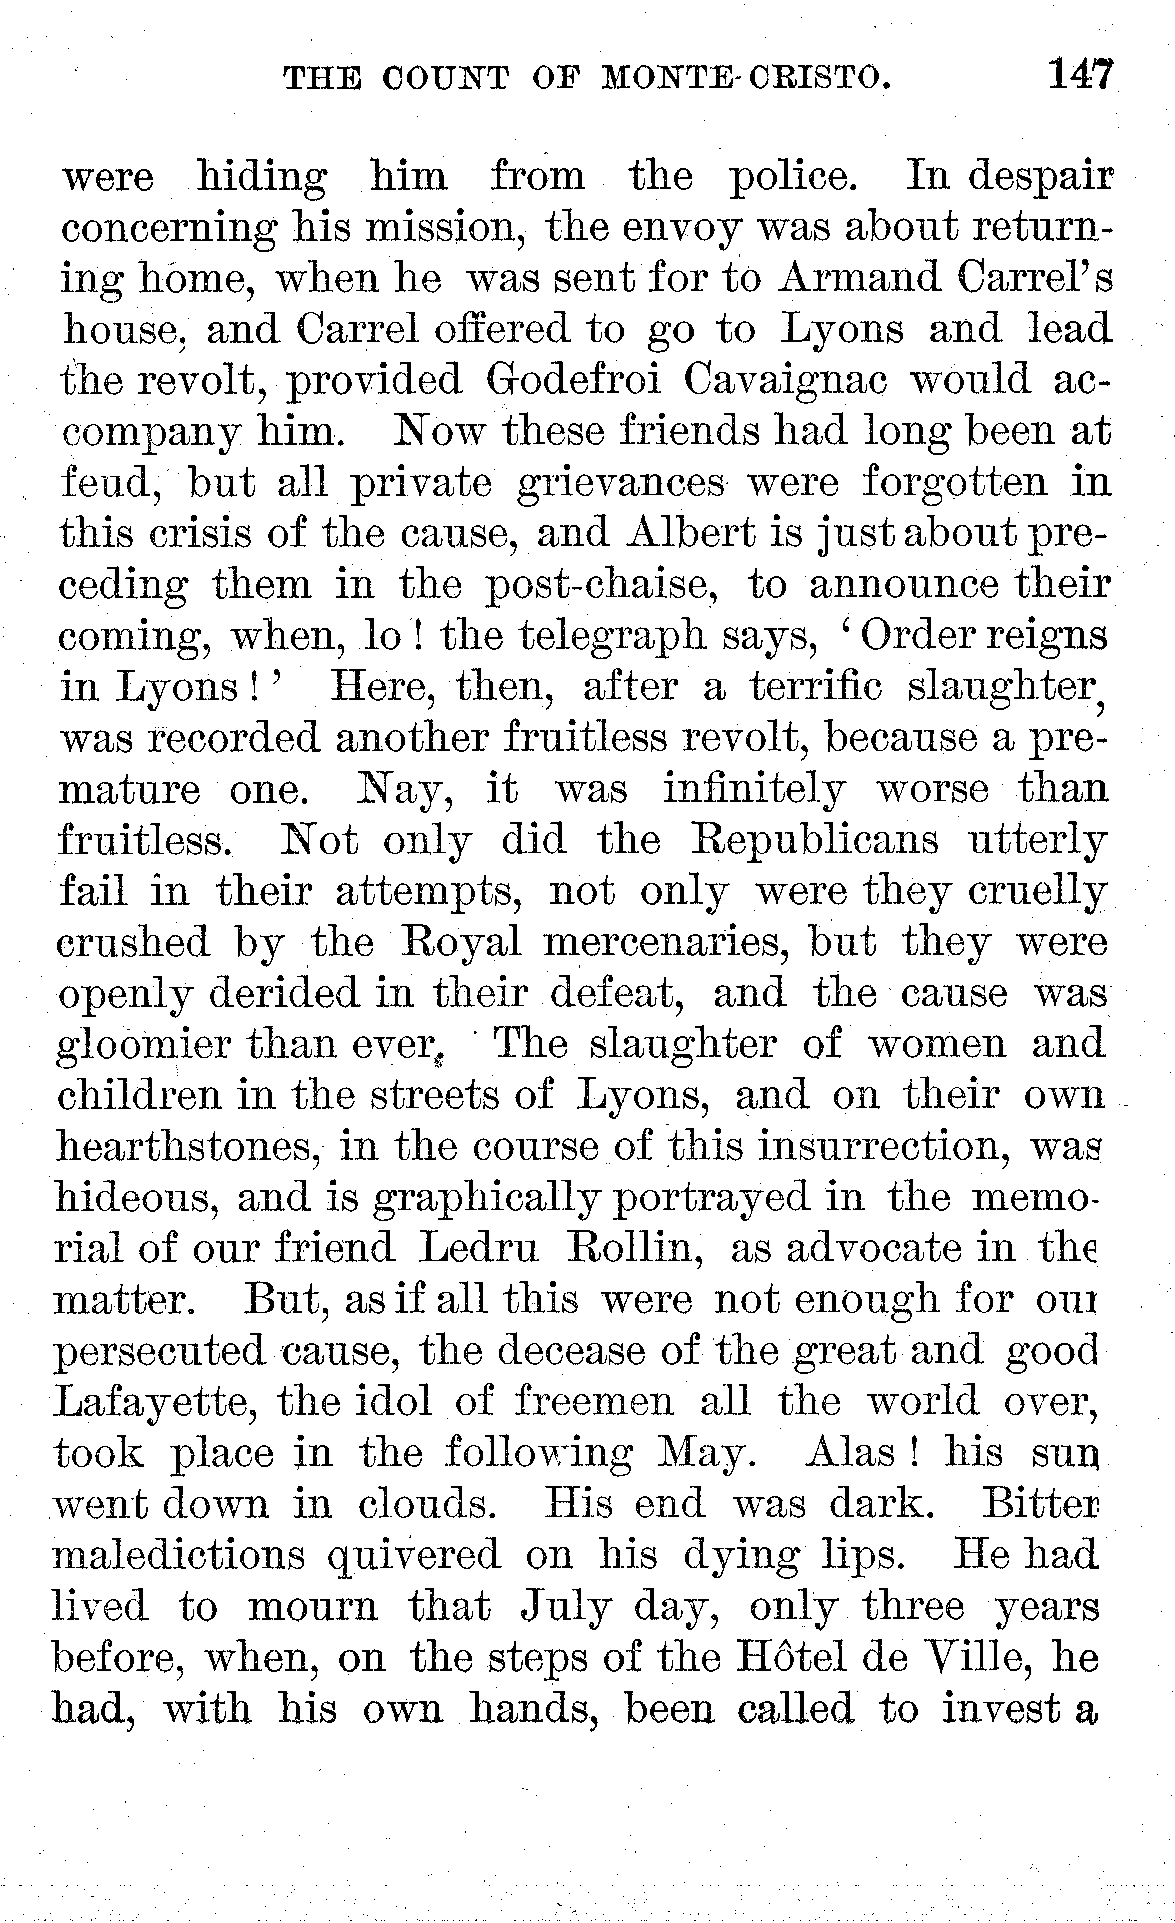 THE COUNT OF MONTE-CRISTO. 147
were hiding him from the police. In despair
concerning his mission, the envoy was about return-
ing home, when he was sent for to Armand Carrel's
house, and Carrel offered to go to Lyons and lead
the revolt, provided Godefroi Cavaignac would ac-
company him. Now these friends had long been at
feud, but all private grievances were forgotten in
this crisis of the cause, and Albert is just about pre-
ceding them in the post-chaise, to announce their
coming, when, lo! the telegraph says, 'Order reigns
in Lyons!' Here, then, after a terrific slaughter,
was recorded another fruitless revolt, because a pre-
mature one. Nay, it was infinitely worse than
fruitless. Not only did the Republicans utterly
fail in their attempts, not only were they cruelly
crushed by the Royal mercenaries, but they were
openly derided in their defeat, and the cause was
gloomier than ever. The slaughter of women and
children in the streets of Lyons, and on their own
hearthstones, in the course of this insurrection, was
hideous, and is graphically portrayed in the memo-
rial of our friend Ledru Rollin, as advocate in the
matter. But, as if all this were not enough for our
persecuted cause, the decease of the great and good
Lafayette, the idol of freemen all the world over,
took place in the following May. Alas! his sun
went down in clouds. His end was dark. Bitter
maledictions quivered on his dying lips. He had
lived to mourn that July day, only three years
before, when, on the steps of the Hôtel de Ville, he
had, with his own hands, been called to invest a